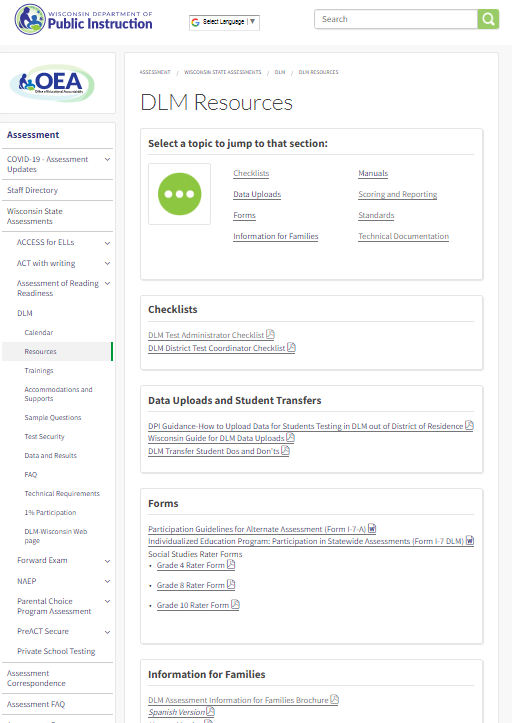 WISCONSIN DEPARTMENT OF
Public Instruction
Select Language ▼
Search
OEA
Office of Educational Accountability
Assessment
COVID-19 - Assessment
Updates
Staff Directory
Wisconsin State
Assessments
ACCESS for ELLs
ACT with writing
Assessment of Reading
Readiness
DLM
Calendar
Resources
Trainings
Accommodations and
Supports
Sample Questions
Test Security
Data and Results
FAQ
Technical Requirements
1% Participation
DLM-Wisconsin Web
page
Forward Exam
NAEP
Parental Choice
Program Assessment
PreACT Secure
Private School Testing
Assessment
Correspondence
Assessment FAQ
ASSESSMENT / WISCONSIN STATE ASSESSMENTS / DLM / DLM RESOURCES
DLM Resources
Select a topic to jump to that section:
Checklists
Manuals
Data Uploads
Scoring and Reporting
Forms
Standards
Information for Families
Technical Documentation
Checklists
DLM Test Administrator Checklist
DLM District Test Coordinator Checklist
Data Uploads and Student Transfers
DPI Guidance-How to Upload Data for Students Testing in DLM out of District of Residence
Wisconsin Guide for DLM Data Uploads
DLM Transfer Student Dos and Don'ts
Forms
Participation Guidelines for Alternate Assessment (Form I-7-A)
Individualized Education Program: Participation in Statewide Assessments (Form I-7 DLM)
Social Studies Rater Forms
• Grade 4 Rater Form
• Grade 8 Rater Form
• Grade 10 Rater Form
Information for Families
DLM Assessment Information for Families Brochure
Spanish Version